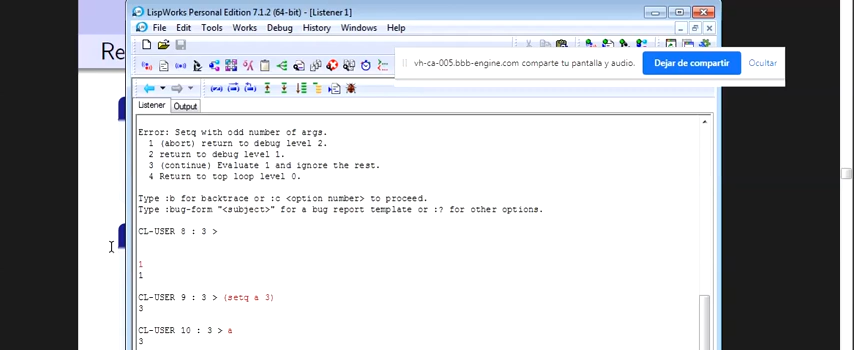 LispWorks Personal Edition 7.1.2 (64-bit) - [Listener 1]
File Edit Tools Works Debug History Windows Help
Re
vh-ca-005.bbb-engine.com comparte tu pantalla y audio. Dejar de compartir Ocultar
Listener Output
Error: Setq with odd number of args.
1 (abort) return to debug level 2.
2 return to debug level 1.
3 (continue) Evaluate 1 and ignore the rest.
4 Return to top loop level 0.
Type :b for backtrace or :c <option number> to proceed.
Type :bug-form "<subject>" for a bug report template or :? for other options.
CL-USER 8 : 3 >
1
1
CL-USER 9 : 3 > (setq a 3)
3
CL-USER 10 : 3 > a
3